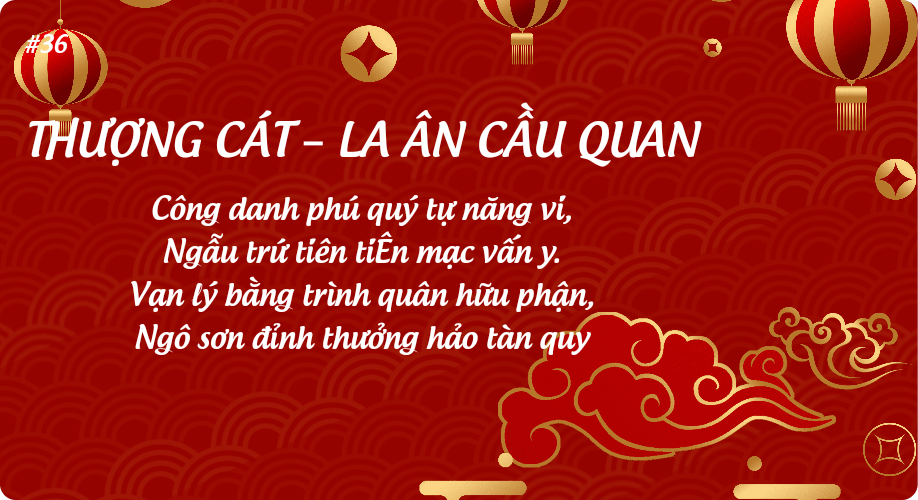 #36
THƯỢNG CÁT – LA ÂN CẦU QUAN
Công danh phú quý tự năng vi,
Ngẫu trứ tiên tiÊn mạc vấn y.
Vạn lý bằng trình quân hữu phận,
Ngô sơn đỉnh thưởng hảo tàn quy